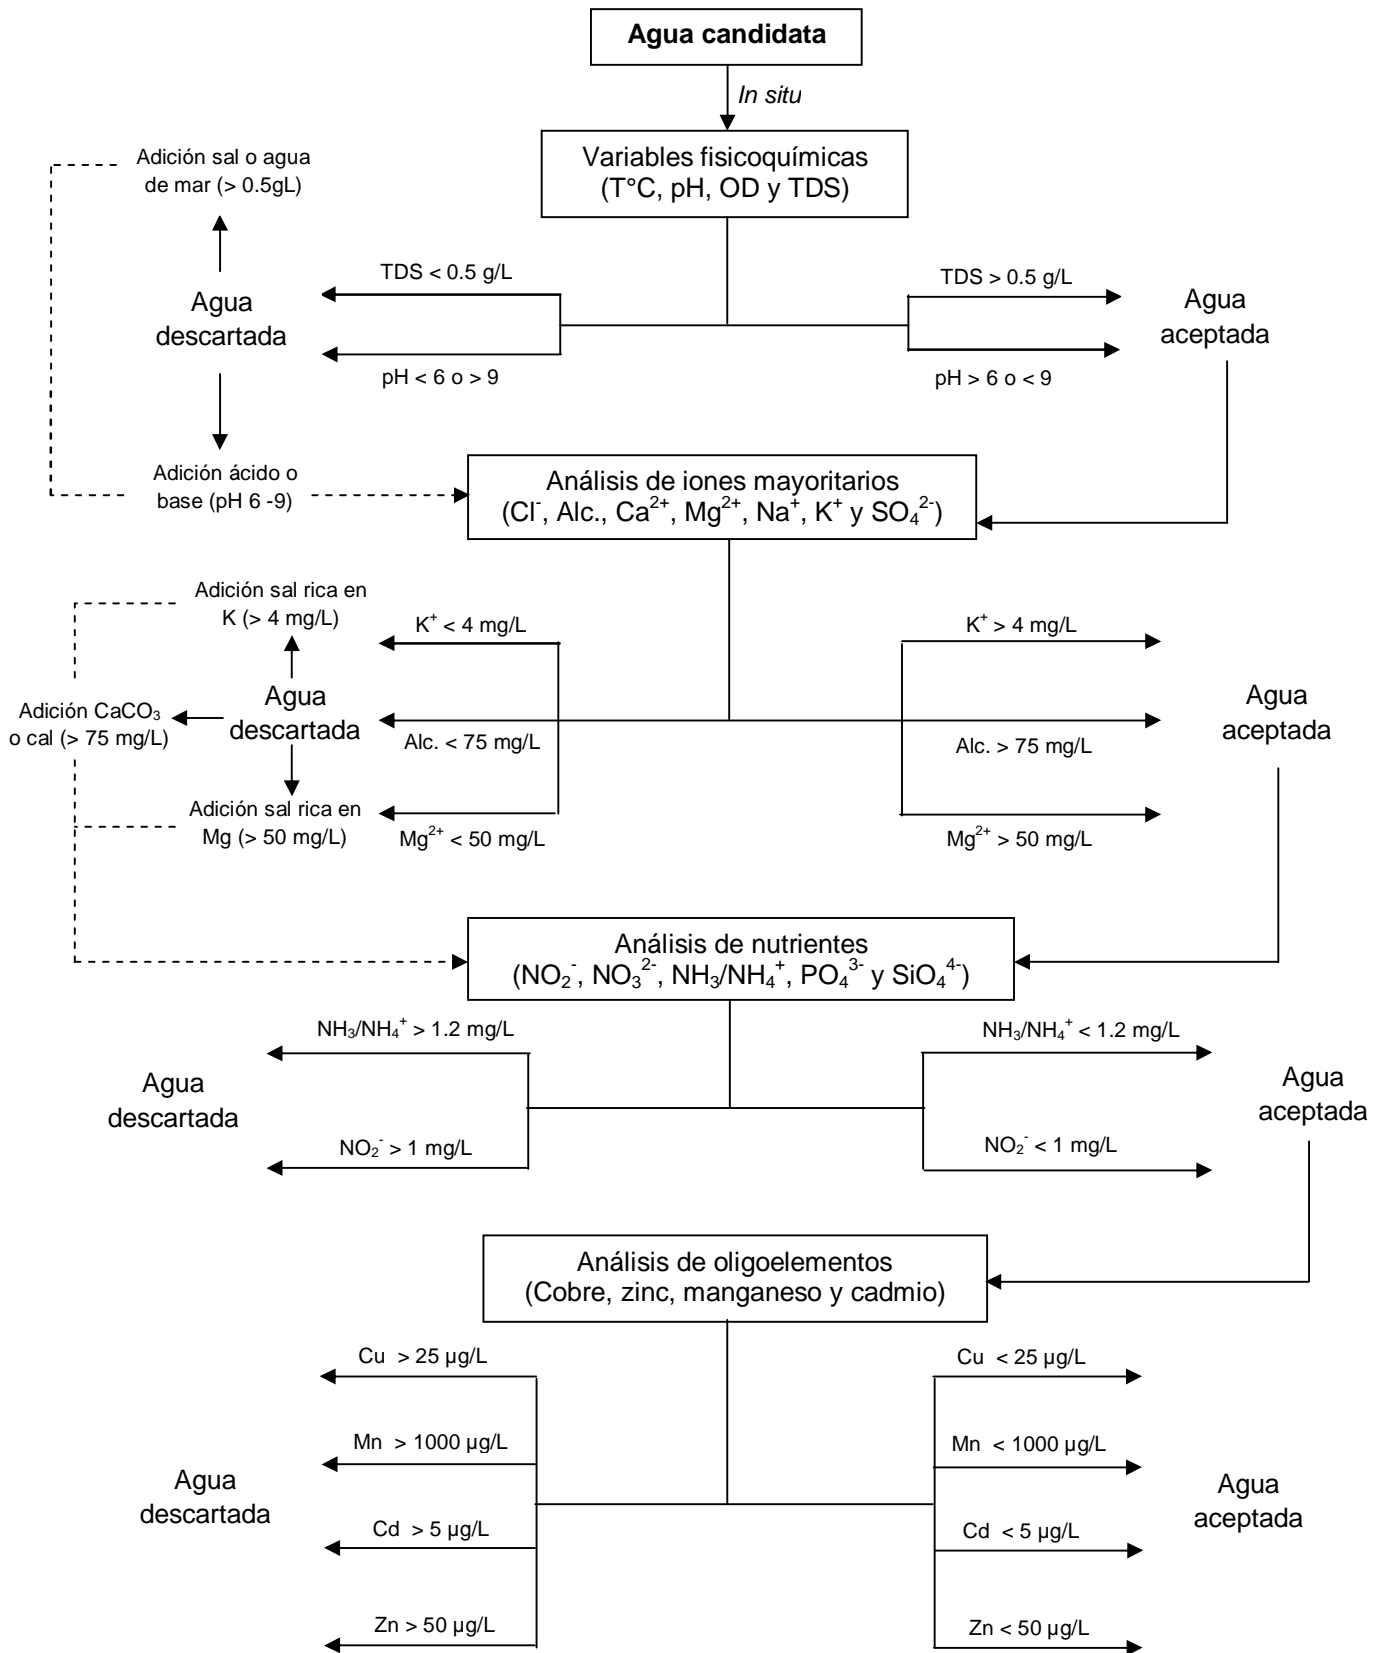 Agua candidata
In situ
Variables fisicoquímicas
(T°C, pH, OD y TDS)
Adición sal o agua
de mar (> 0.5gL)
TDS < 0.5 g/L
TDS > 0.5 g/L
Agua
descartada
Agua
aceptada
pH < 6 o > 9
pH > 6 o < 9
Adición ácido o
base (pH 6 -9)
Análisis de iones mayoritarios
(Cl⁻, Alc., Ca²⁺, Mg²⁺, Na⁺, K⁺ y SO₄²⁻)
Adición sal rica en
K (> 4 mg/L)
K⁺ < 4 mg/L
K⁺ > 4 mg/L
Adición CaCO₃
o cal (> 75 mg/L)
Agua
descartada
Alc. < 75 mg/L
Alc. > 75 mg/L
Agua
aceptada
Adición sal rica en
Mg (> 50 mg/L)
Mg²⁺ < 50 mg/L
Mg²⁺ > 50 mg/L
Análisis de nutrientes
(NO₂⁻, NO₃²⁻, NH₃/NH₄⁺, PO₄³⁻ y SiO₄⁴⁻)
NH₃/NH₄⁺ > 1.2 mg/L
NH₃/NH₄⁺ < 1.2 mg/L
Agua
descartada
Agua
aceptada
NO₂⁻ > 1 mg/L
NO₂⁻ < 1 mg/L
Análisis de oligoelementos
(Cobre, zinc, manganeso y cadmio)
Cu > 25 µg/L
Cu < 25 µg/L
Mn > 1000 µg/L
Mn < 1000 µg/L
Agua
descartada
Agua
aceptada
Cd > 5 µg/L
Cd < 5 µg/L
Zn > 50 µg/L
Zn < 50 µg/L